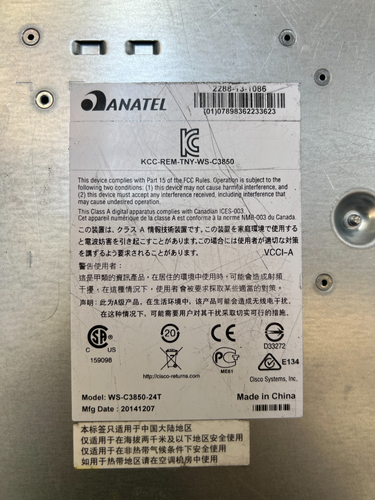 ANATEL
2288-13-1086
(01)07898362233623
KCC-REM-TNY-WS-C3850
This device complies with Part 15 of the FCC Rules. Operation is subject to the
following two conditions: (1) this device may not cause harmful interference, and
(2) this device must accept any interference received, including interference that
may cause undesired operation.
This Class A digital apparatus complies with Canadian ICES-003.
Cet appareil numérique de la classe A est conforme à la norme NMB-003 du Canada.
この装置は、クラス A 情報技術装置です。この装置を家庭環境で使用する
と電波妨害を引き起こすことがあります。この場合には使用者が適切な対策
を講ずるよう要求されることがあります。 VCCI-A
警告使用者:
這是甲類的資訊產品，在居住的環境中使用時，可能會造成射頻
干擾，在這種情況下，使用者會被要求採取某些適當的對策
声明: 此为A级产品，在生活环境中，该产品可能会造成无线电干扰，
在这种情况下，可能需要用户对其干扰采取切实可行的措施。
SA
C US
159098
20
CE
D33272
http://cisco-returns.com
PG
ME61
E134
Cisco Systems, Inc.
Model: WS-C3850-24T
Mfg Date : 20141207
Made in China
本标签只适用于中国大陆地区
仅适用于在海拔两千米及以下地区安全使用
仅适用于在非热带气候条件下安全使用
如用于热带地区请在空调机房中使用